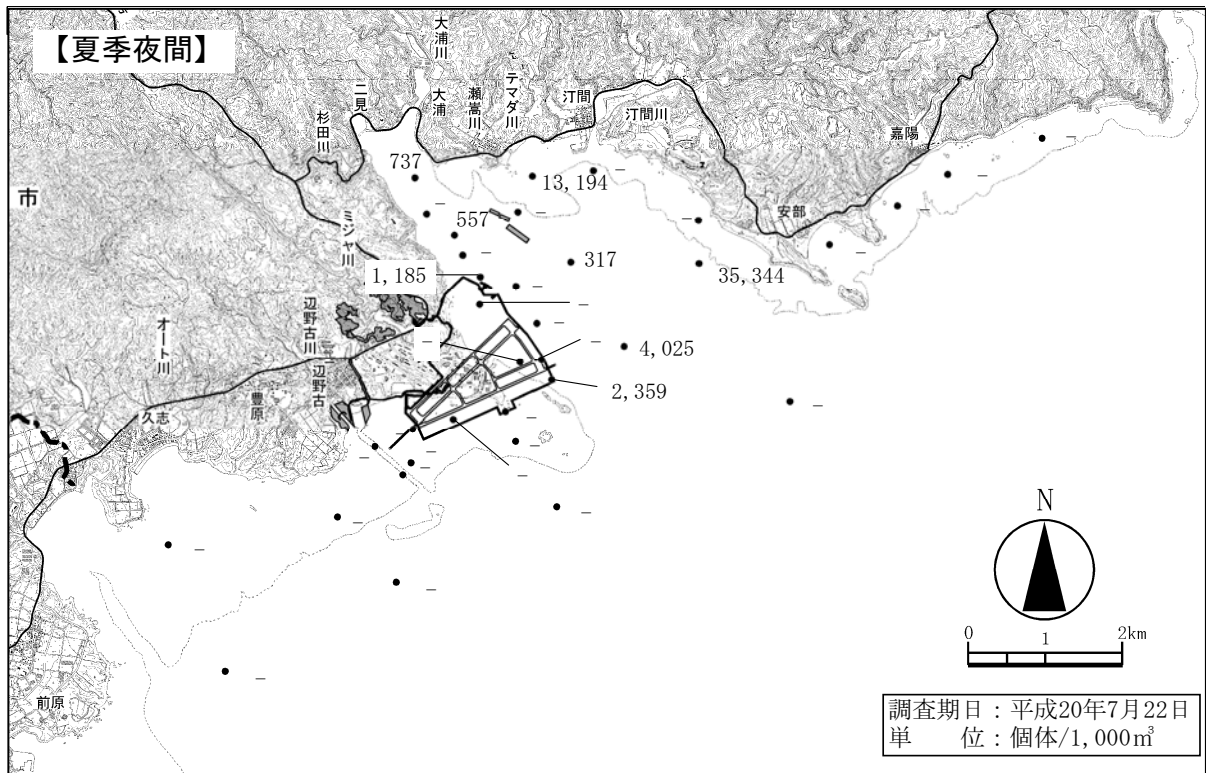 【夏季夜間】
大浦川
テマダ川
瀬嵩川
大浦
二見
杉田川
汀間
汀間川
嘉陽
安部
市
737
13,194
－
－
－
－
－
557
－
－
－
－
317
35,344
ミジャ川
1,185
－
－
－
辺野古川
オートバ川
－
－
4,025
2,359
辺野古
豊原
久志
－
－
－
－
－
－
－
－
－
－
－
－
前原
N
0 1 2km
調査期日：平成20年7月22日
単　　位：個体/1,000㎥